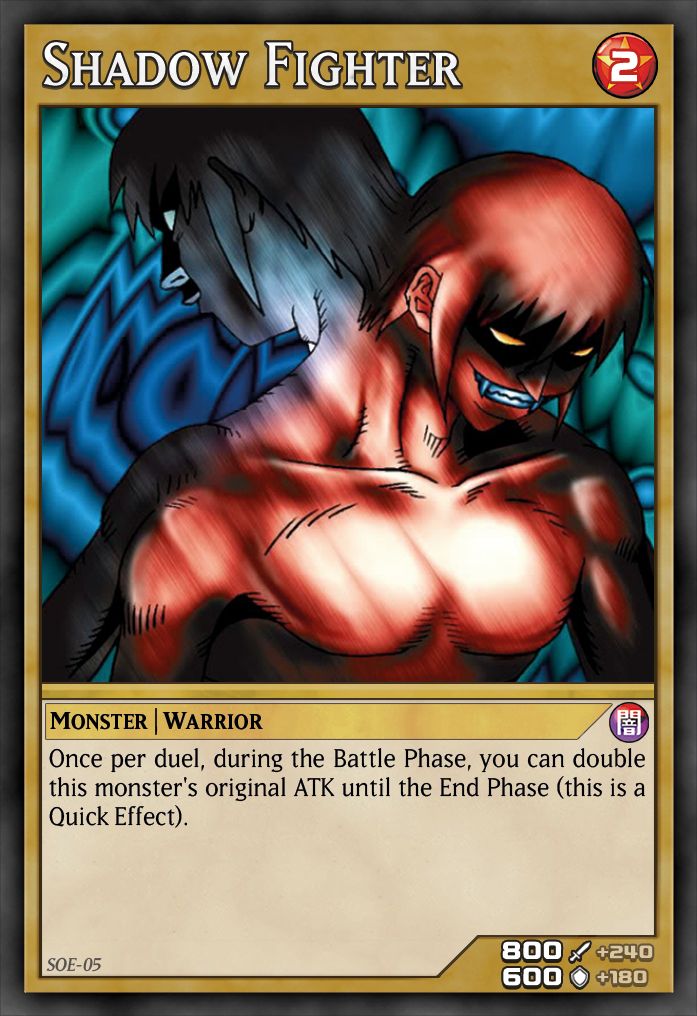 Shadow Fighter
2
Monster | Warrior
闇
Once per duel, during the Battle Phase, you can double
this monster's original ATK until the End Phase (this is a
Quick Effect).
800 +240
SOE-05
600 +180